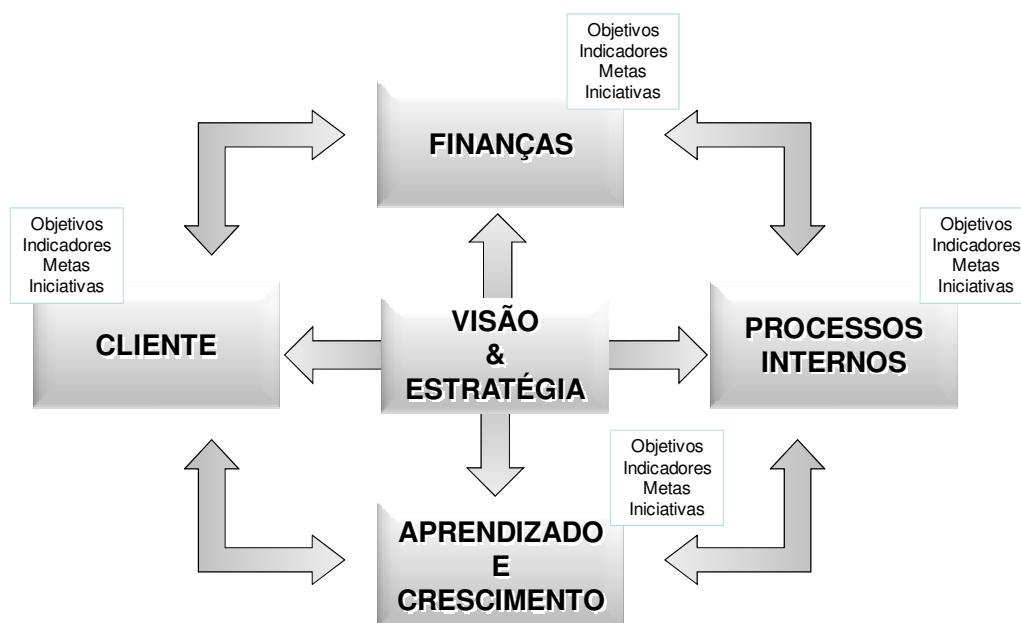 Objetivos
Indicadores
Metas
Iniciativas
FINANÇAS
Objetivos
Indicadores
Metas
Iniciativas
CLIENTE
VISÃO
&
ESTRATÉGIA
Objetivos
Indicadores
Metas
Iniciativas
PROCESSOS
INTERNOS
Objetivos
Indicadores
Metas
Iniciativas
APRENDIZADO
E
CRESCIMENTO